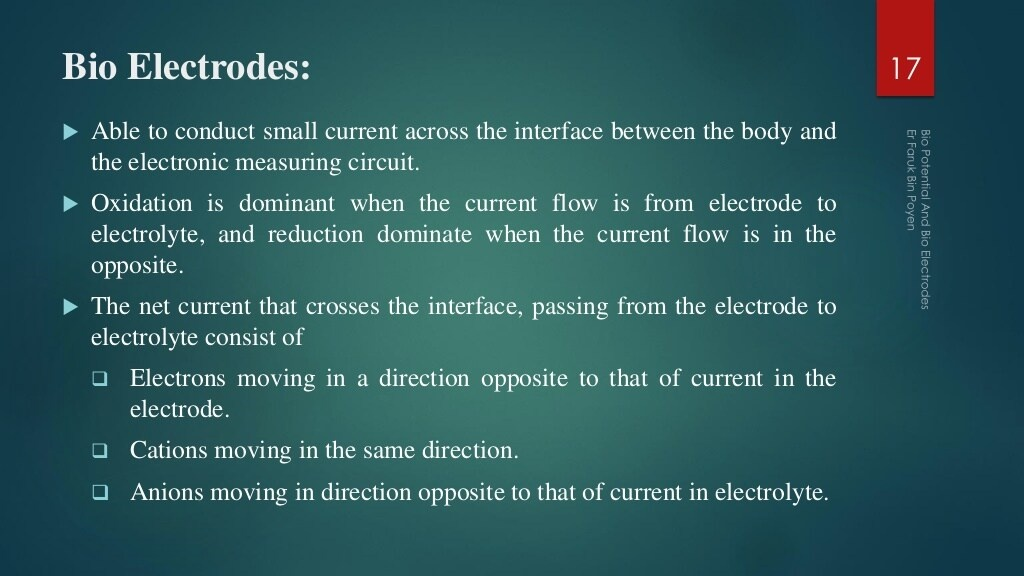 Bio Electrodes:
17
Able to conduct small current across the interface between the body and
the electronic measuring circuit.
Oxidation is dominant when the current flow is from electrode to
electrolyte, and reduction dominate when the current flow is in the
opposite.
The net current that crosses the interface, passing from the electrode to
electrolyte consist of
Electrons moving in a direction opposite to that of current in the
electrode.
Cations moving in the same direction.
Anions moving in direction opposite to that of current in electrolyte.
Bio Potential And Bio Electrodes
Er Faruk Bin Poyen